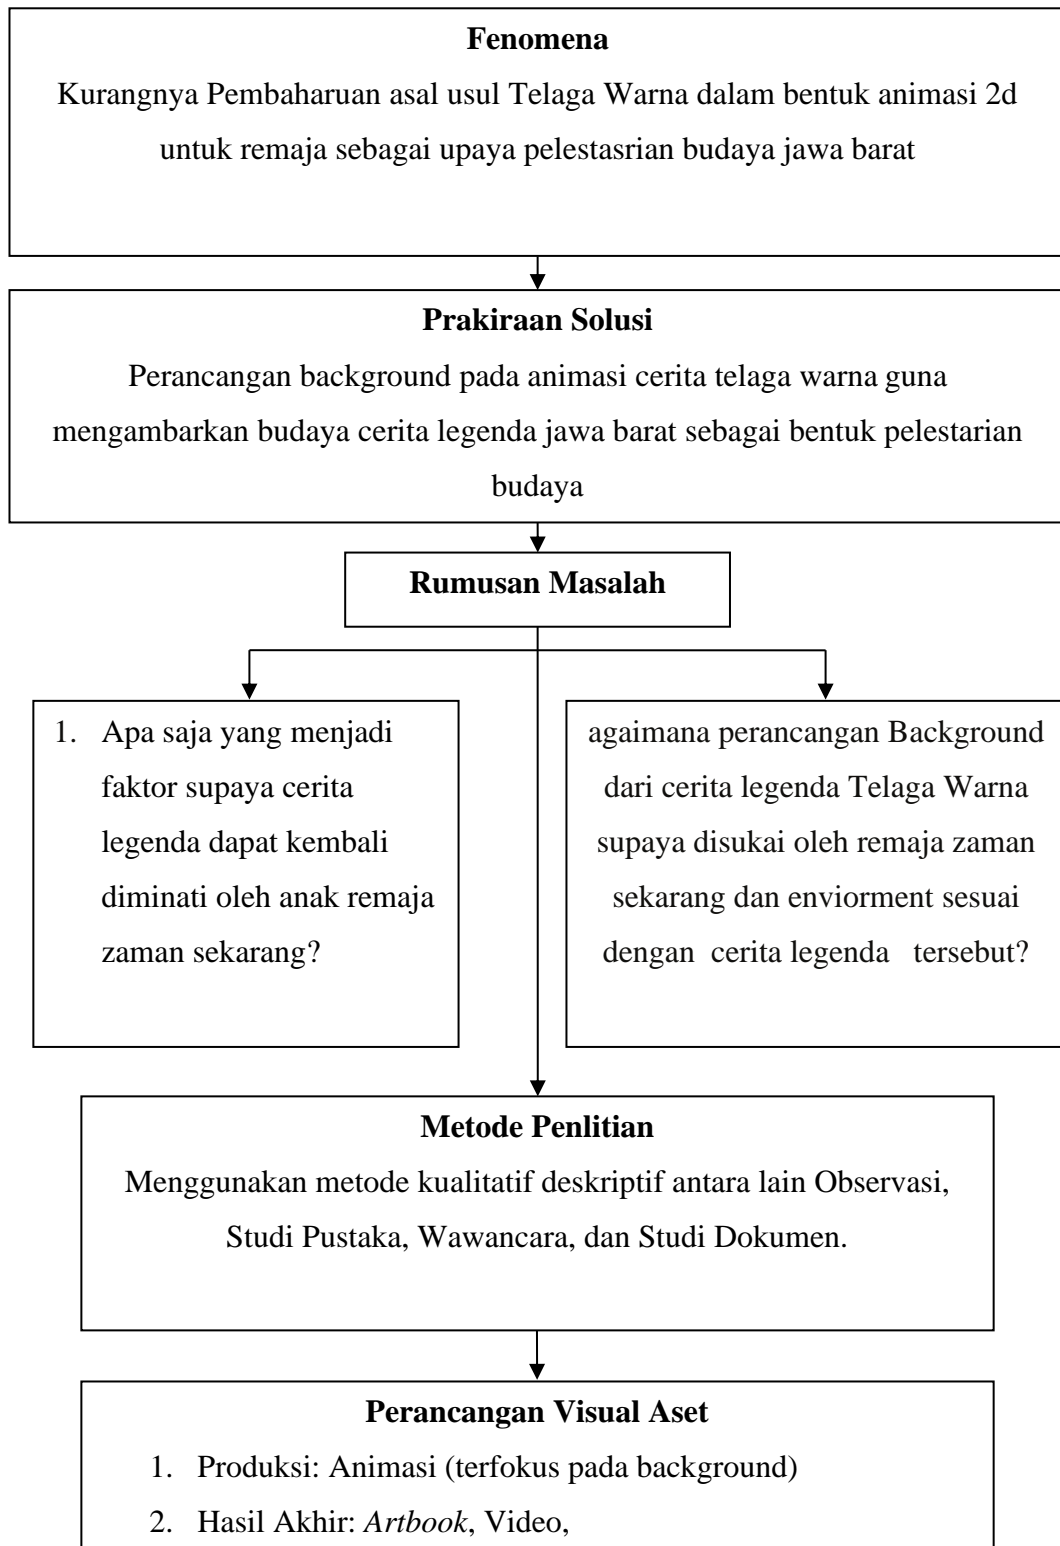 Fenomena
Kurangnya Pembaharuan asal usul Telaga Warna dalam bentuk animasi 2d
untuk remaja sebagai upaya pelestasrian budaya jawa barat
Prakiraan Solusi
Perancangan background pada animasi cerita telaga warna guna
mengambarkan budaya cerita legenda jawa barat sebagai bentuk pelestarian
budaya
Rumusan Masalah
1. Apa saja yang menjadi
faktor supaya cerita
legenda dapat kembali
diminati oleh anak remaja
zaman sekarang?
agaimana perancangan Background
dari cerita legenda Telaga Warna
supaya disukai oleh remaja zaman
sekarang dan enviorment sesuai
dengan cerita legenda tersebut?
Metode Penlitian
Menggunakan metode kualitatif deskriptif antara lain Observasi,
Studi Pustaka, Wawancara, dan Studi Dokumen.
Perancangan Visual Aset
1. Produksi: Animasi (terfokus pada background)
2. Hasil Akhir: Artbook, Video,